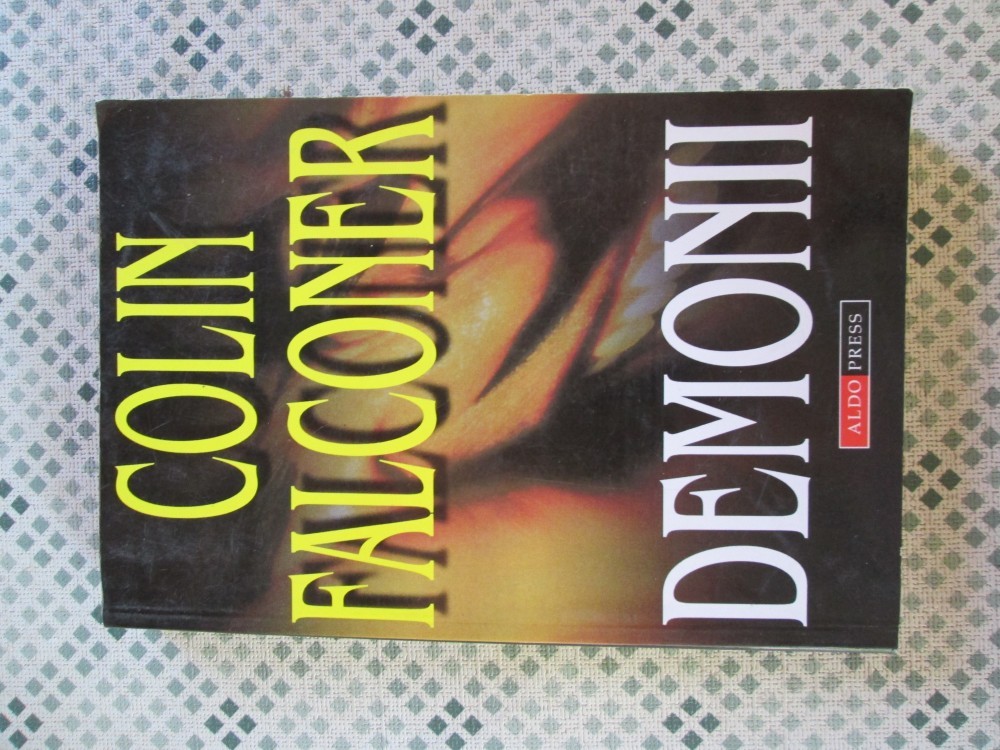 COLIN
FALCONER
DEMONII
ALDO PRESS